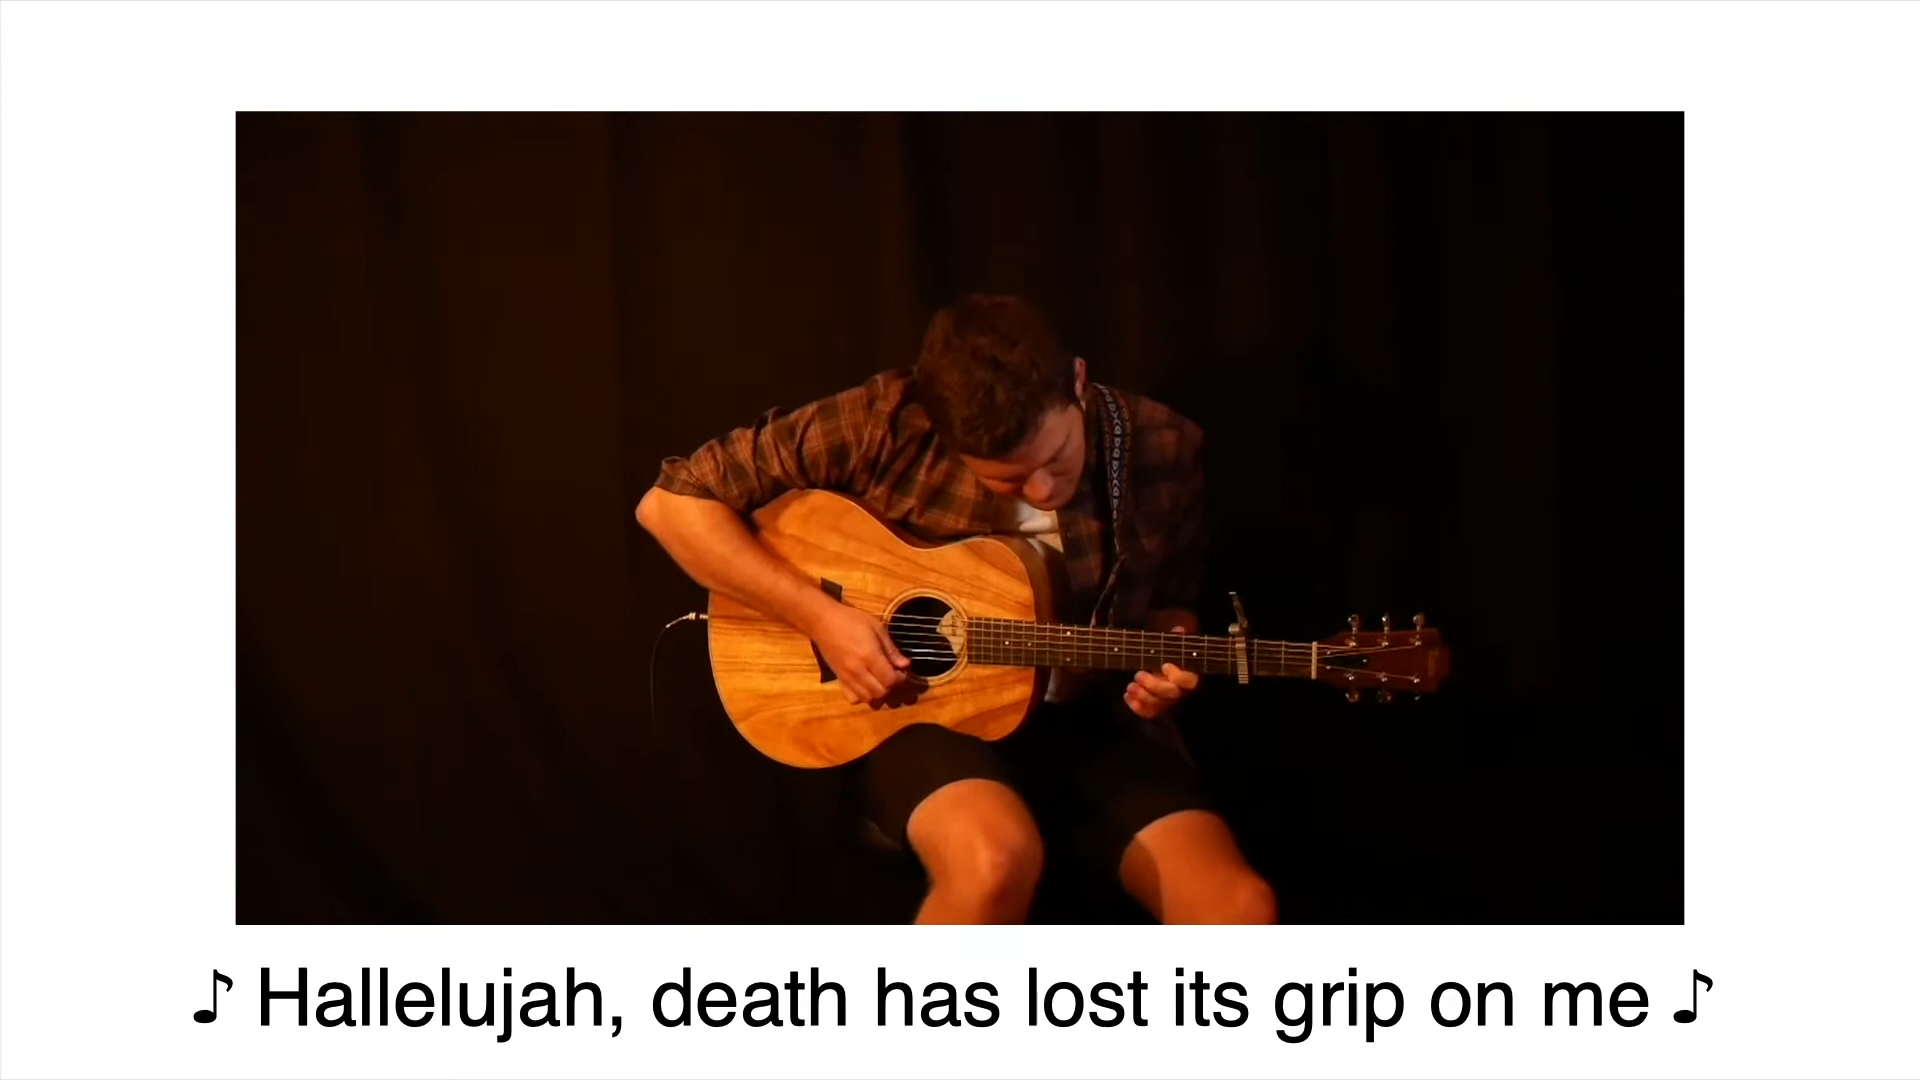 ♪ Hallelujah, death has lost its grip on me ♪